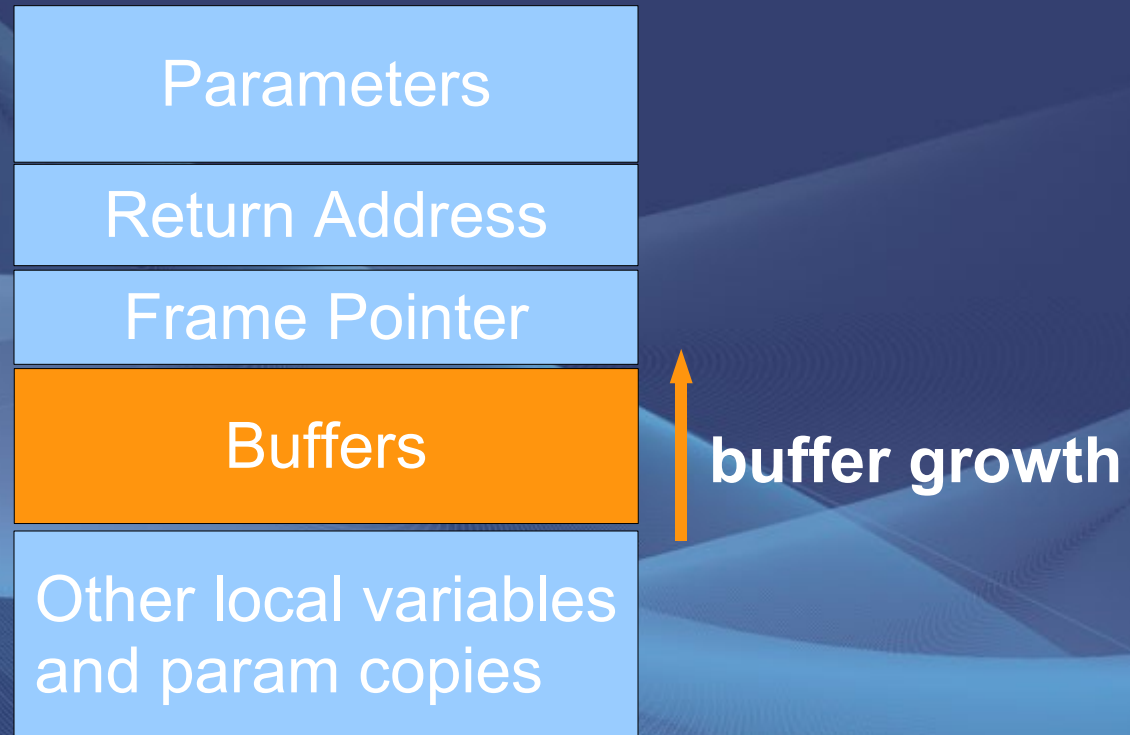 Parameters
Return Address
Frame Pointer
Buffers
buffer growth
Other local variables
and param copies